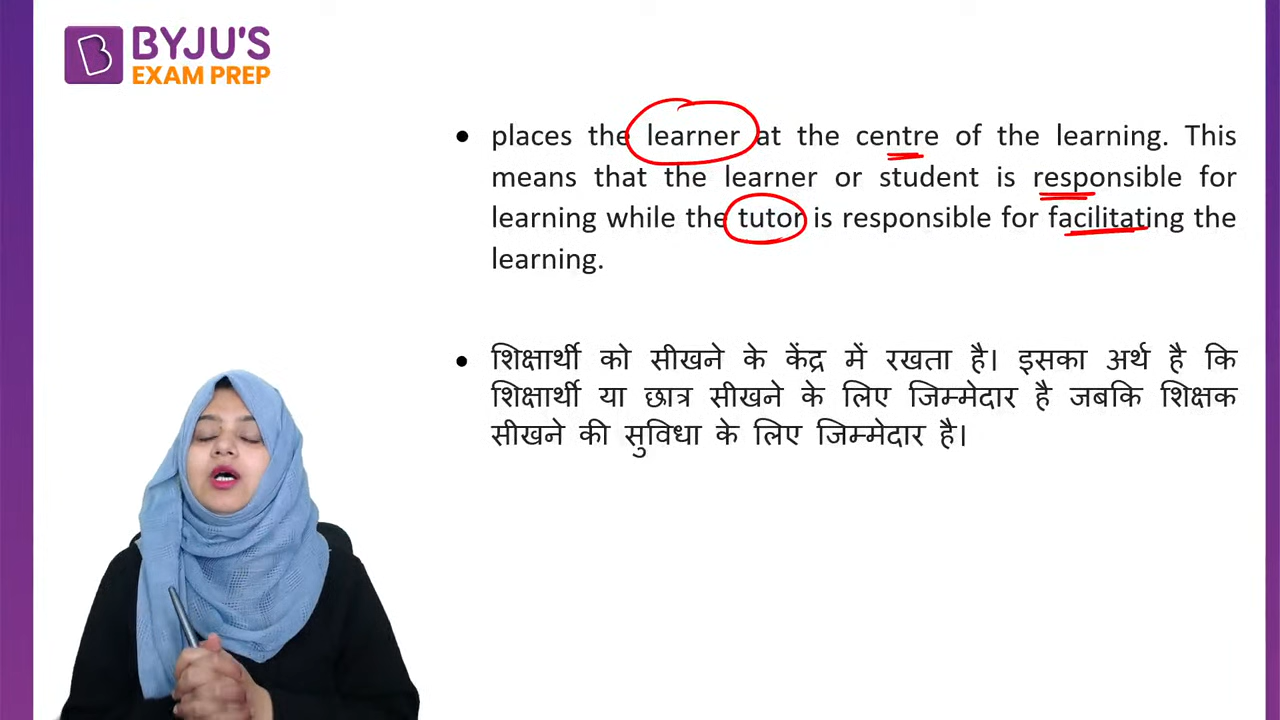 BYJU'S
EXAM PREP
• places the learner at the centre of the learning. This
means that the learner or student is responsible for
learning while the tutor is responsible for facilitating the
learning.
• शिक्षार्थी को सीखने के केंद्र में रखता है। इसका अर्थ है कि
शिक्षार्थी या छात्र सीखने के लिए जिम्मेदार है जबकि शिक्षक
सीखने की सुविधा के लिए जिम्मेदार है।